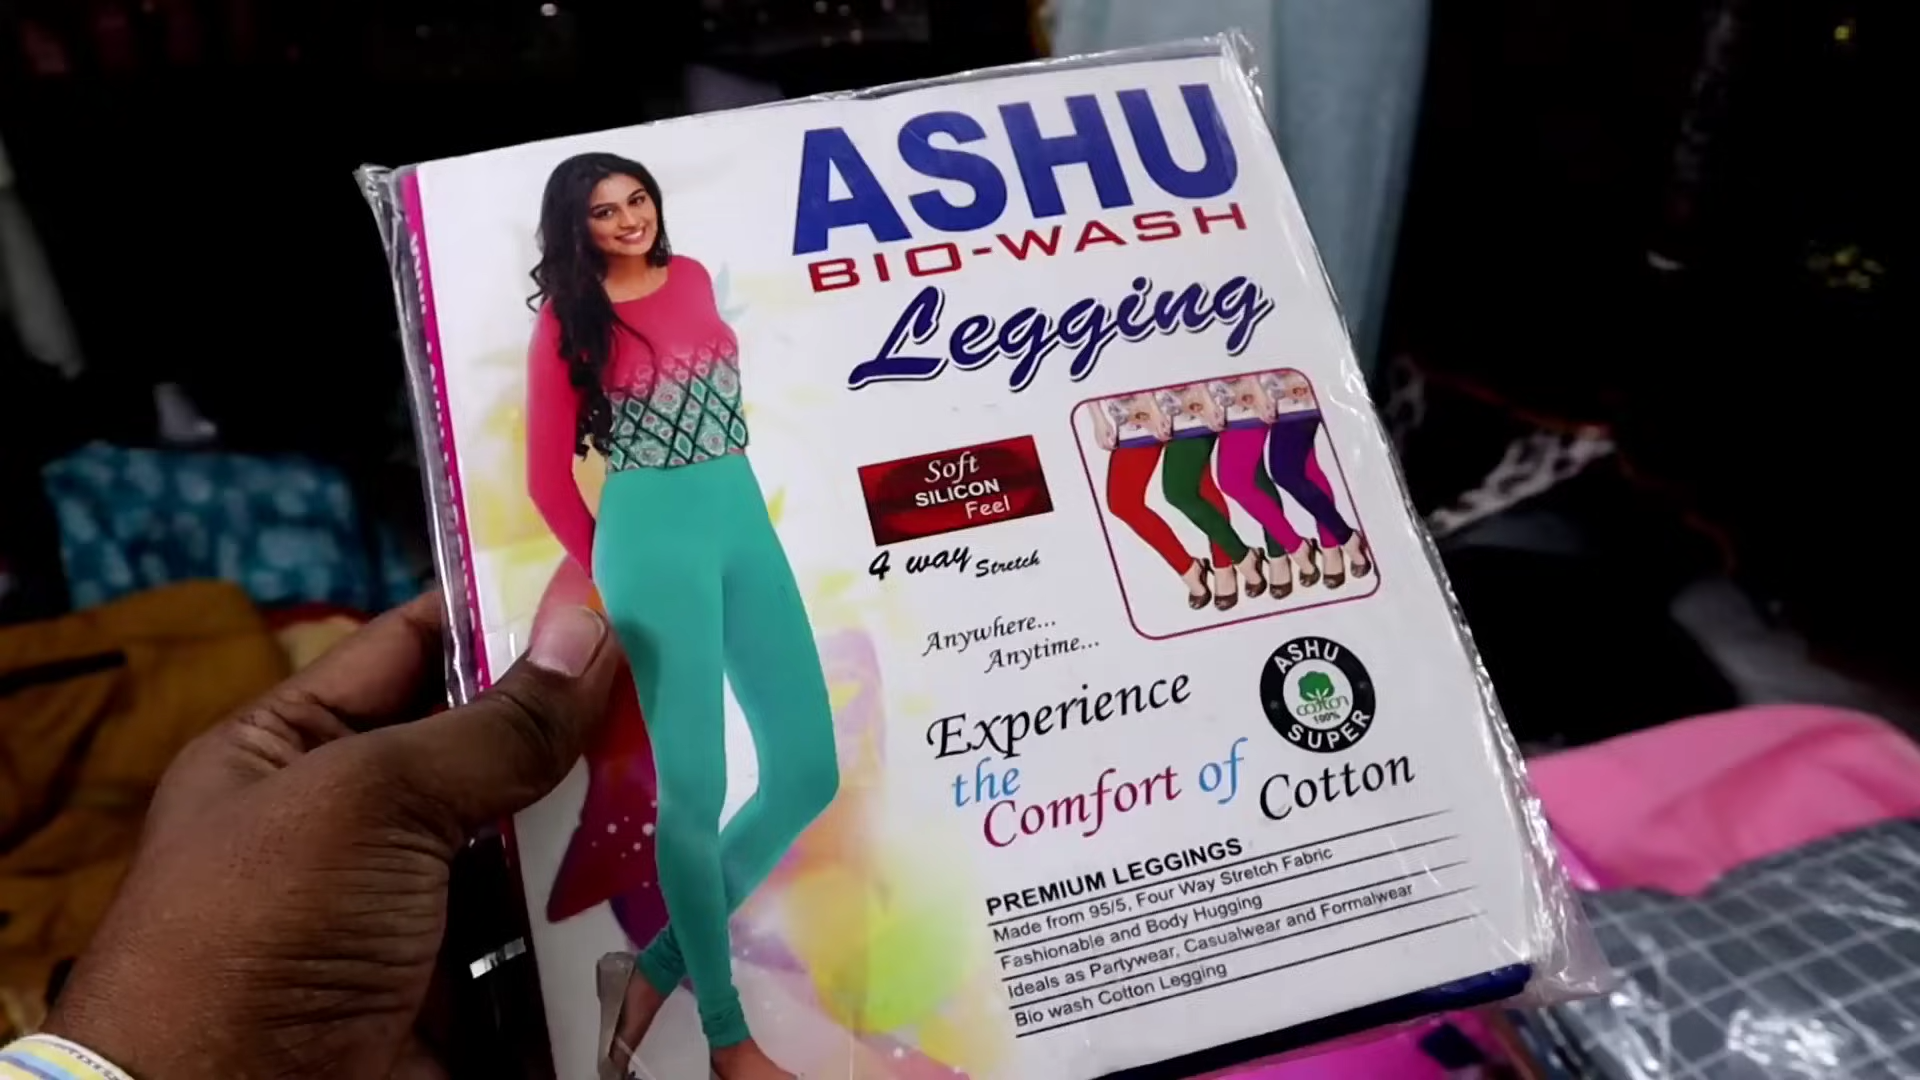 ASHU
BIO-WASH
Legging
Soft
SILICON
Feel
4 way Stretch
Anywhere...
Anytime...
Experience
the
Comfort of Cotton
ASHU
cotton
100%
SUPER
PREMIUM LEGGINGS
Made from 95/5, Four Way Stretch Fabric
Fashionable and Body Hugging
Ideals as Partywear, Casualwear and Formalwear
Bio wash Cotton Legging